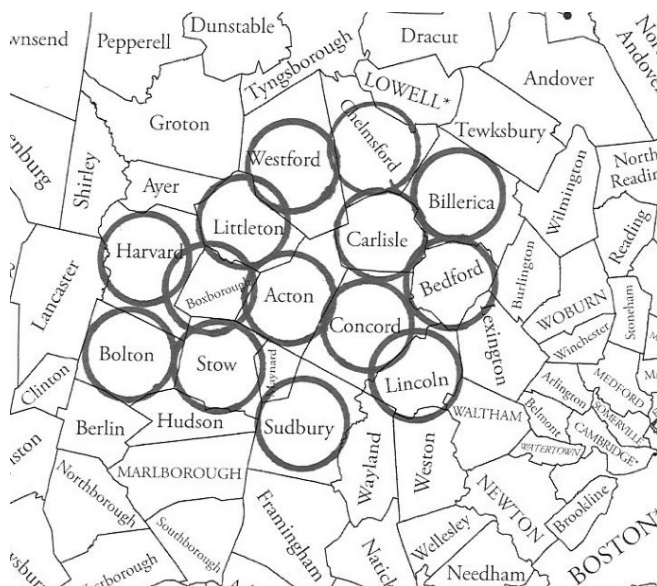 wnsend
Pepperell
Dunstable
Tyngsborough
Dracut
LOWELL*
Andover
Andover
Groton
Chelmsford
Tewksbury
Westford
Shirley
Ayer
Billerica
Wilmington
North
Reading
enburg
Littleton
Carlisle
Reading
Harvard
Bedford
Burlington
Lancaster
Boxborough
Acton
Concord
WOBURN
Stoneham
exington
Winchester
Bolton
Stow
Maynard
Lincoln
Arlington
MEDFORD
Clinton
Belmont
SOMERVILLE
Berlin
Hudson
Sudbury
WALTHAM
CAMBRIDGE*
WATERTOWN
MARLBOROUGH
Wayland
Weston
NEWTON
Northborough
Southborough
Framingham
Brookline
Wellesley
BOSTON
Natick
Needham